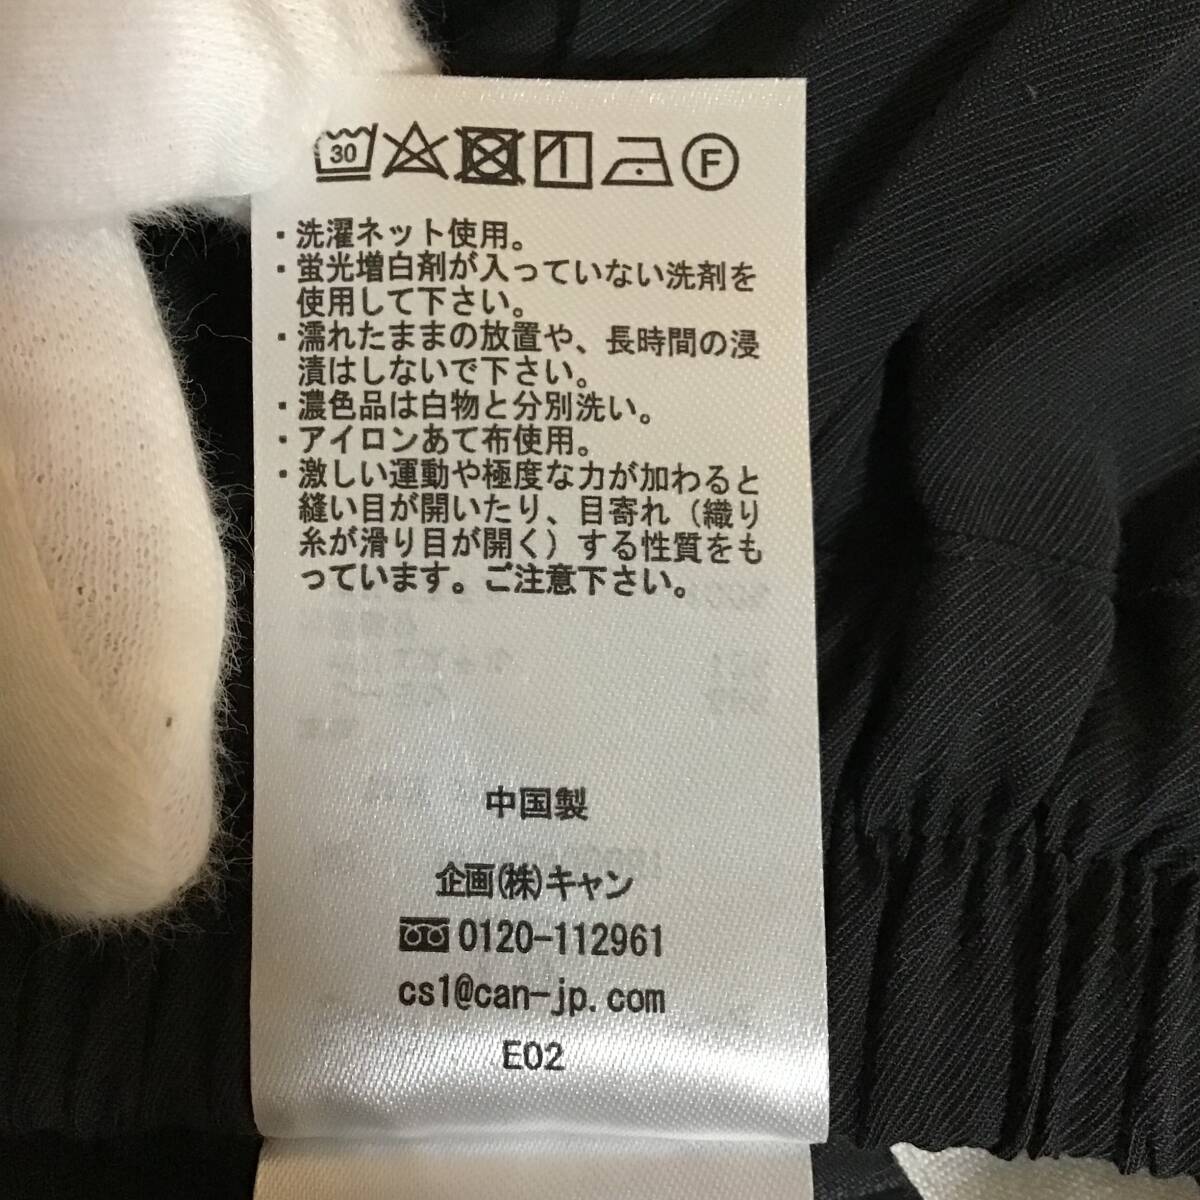 30 F
・洗濯ネット使用。
・蛍光増白剤が入っていない洗剤を
使用して下さい。
・濡れたままの放置や、長時間の浸
漬はしないで下さい。
・濃色品は白物と分別洗い。
・アイロンあて布使用。
・激しい運動や極度な力が加わると
縫い目が開いたり、目寄れ（織り
糸が滑り目が開く）する性質をも
っています。ご注意下さい。
中国製
企画(株)キャン
0120-112961
cs1@can-jp.com
E02